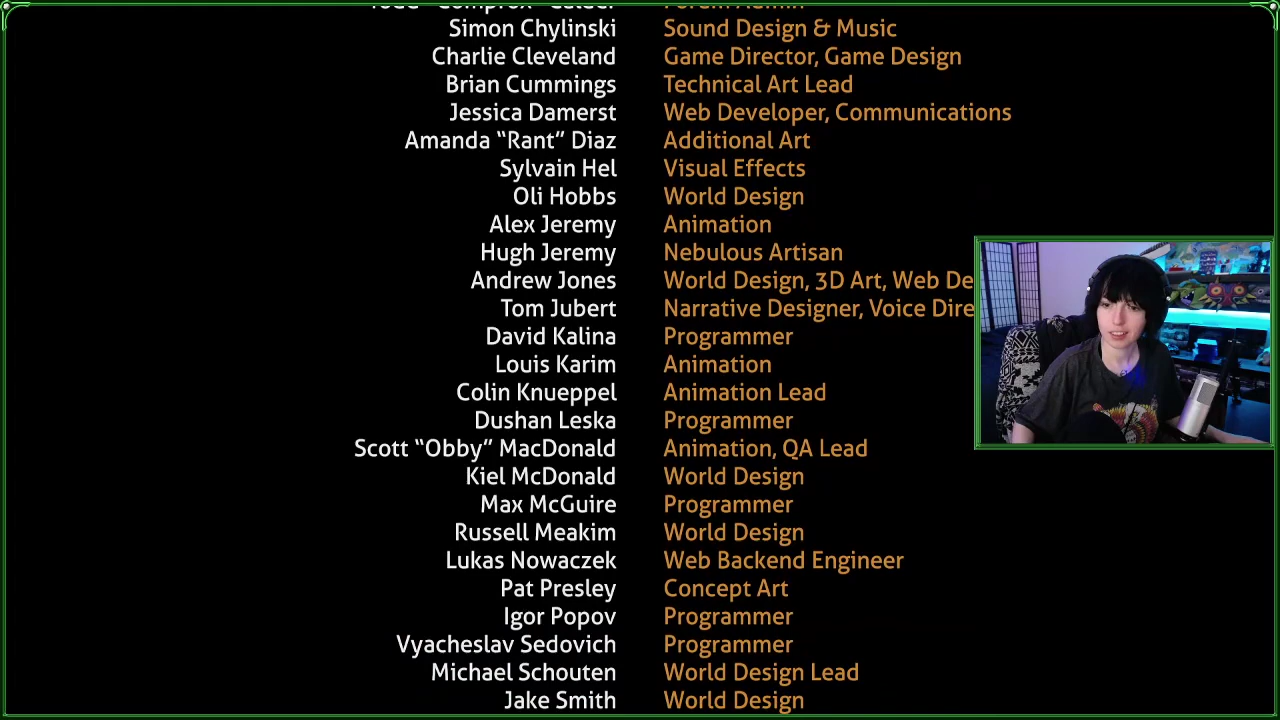 Simon Chylinski Sound Design & Music
Charlie Cleveland Game Director, Game Design
Brian Cummings Technical Art Lead
Jessica Damerst Web Developer, Communications
Amanda “Rant” Diaz Additional Art
Sylvain Hel Visual Effects
Oli Hobbs World Design
Alex Jeremy Animation
Hugh Jeremy Nebulous Artisan
Andrew Jones World Design, 3D Art, Web De
Tom Jubert Narrative Designer, Voice Dire
David Kalina Programmer
Louis Karim Animation
Colin Knueppel Animation Lead
Dushan Leska Programmer
Scott “Obby” MacDonald Animation, QA Lead
Kiel McDonald World Design
Max McGuire Programmer
Russell Meakim World Design
Lukas Nowaczek Web Backend Engineer
Pat Presley Concept Art
Igor Popov Programmer
Vyacheslav Sedovich Programmer
Michael Schouten World Design Lead
Jake Smith World Design